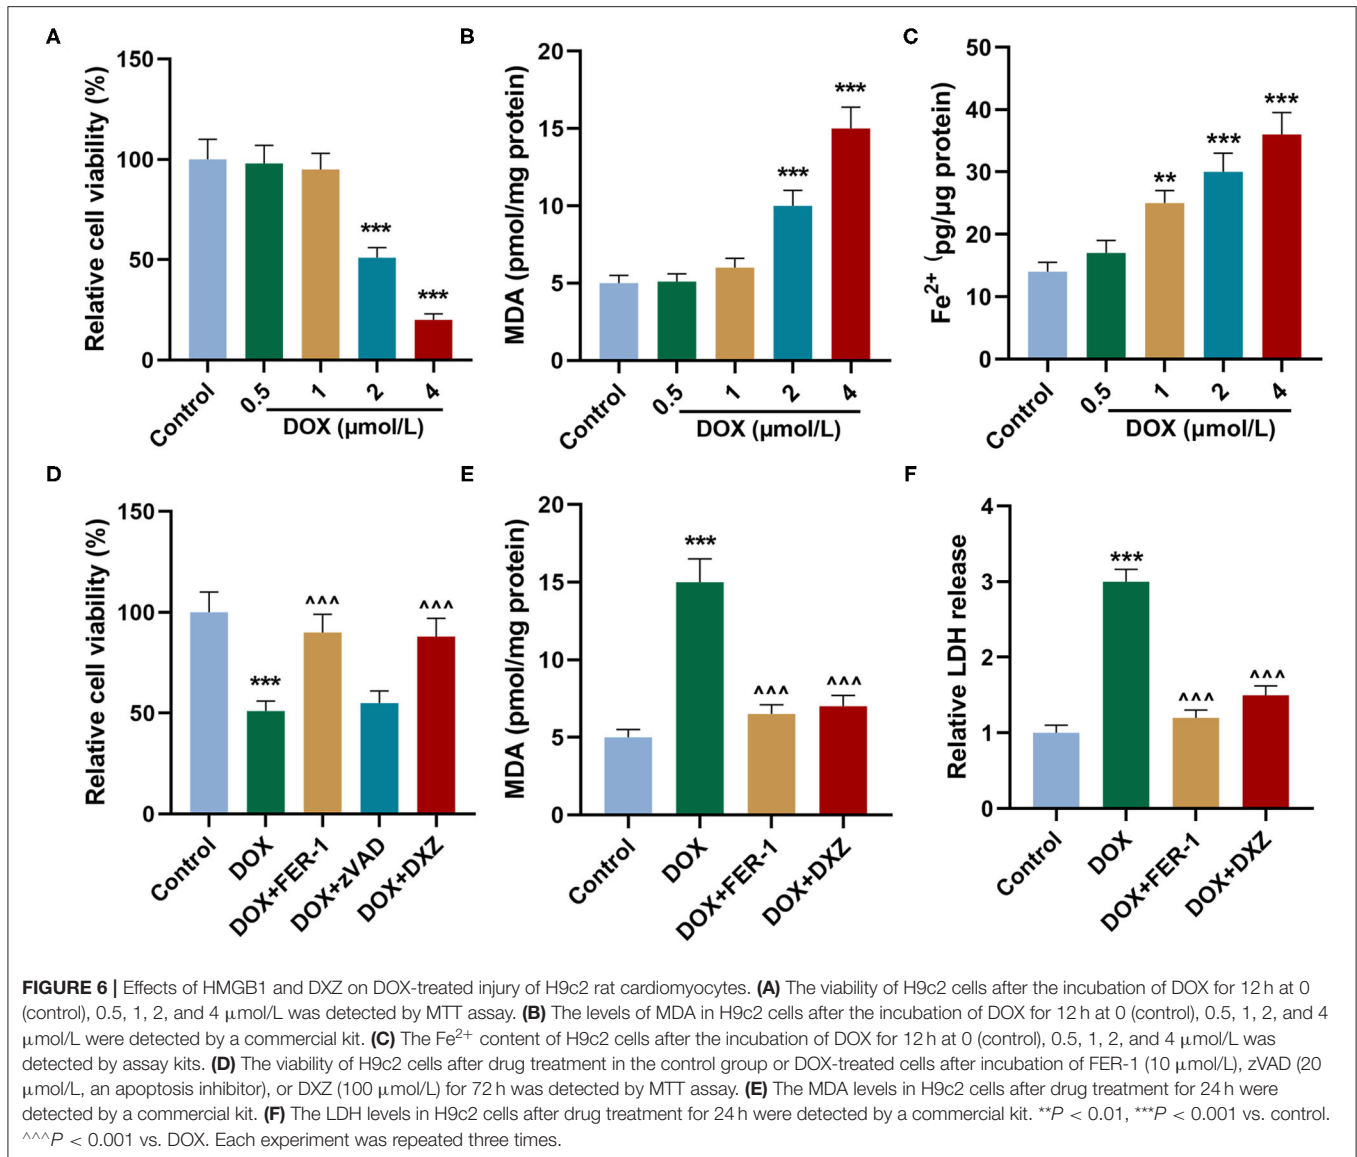 A
Relative cell viability (%)
150
100
50
0
***
***
Control
0.5
1
2
4
DOX (μmol/L)
B
MDA (pmol/mg protein)
20
15
10
5
0
***
***
Control
0.5
1
2
4
DOX (μmol/L)
C
Fe²⁺ (pg/μg protein)
50
40
30
20
10
0
**
***
***
Control
0.5
1
2
4
DOX (μmol/L)
D
Relative cell viability (%)
150
100
50
0
***
^^^
^^^
Control
DOX
DOX+FER-1
DOX+zVAD
DOX+DXZ
E
MDA (pmol/mg protein)
20
15
10
5
0
***
^^^
^^^
Control
DOX
DOX+FER-1
DOX+DXZ
F
Relative LDH release
4
3
2
1
0
***
^^^
^^^
Control
DOX
DOX+FER-1
DOX+DXZ
FIGURE 6 | Effects of HMGB1 and DXZ on DOX-treated injury of H9c2 rat cardiomyocytes. (A) The viability of H9c2 cells after the incubation of DOX for 12 h at 0
(control), 0.5, 1, 2, and 4 μmol/L was detected by MTT assay. (B) The levels of MDA in H9c2 cells after the incubation of DOX for 12 h at 0 (control), 0.5, 1, 2, and 4
μmol/L were detected by a commercial kit. (C) The Fe²⁺ content of H9c2 cells after the incubation of DOX for 12 h at 0 (control), 0.5, 1, 2, and 4 μmol/L was
detected by assay kits. (D) The viability of H9c2 cells after drug treatment in the control group or DOX-treated cells after incubation of FER-1 (10 μmol/L), zVAD (20
μmol/L, an apoptosis inhibitor), or DXZ (100 μmol/L) for 72 h was detected by MTT assay. (E) The MDA levels in H9c2 cells after drug treatment for 24 h were
detected by a commercial kit. (F) The LDH levels in H9c2 cells after drug treatment for 24 h were detected by a commercial kit. **P < 0.01, ***P < 0.001 vs. control.
^^^P < 0.001 vs. DOX. Each experiment was repeated three times.